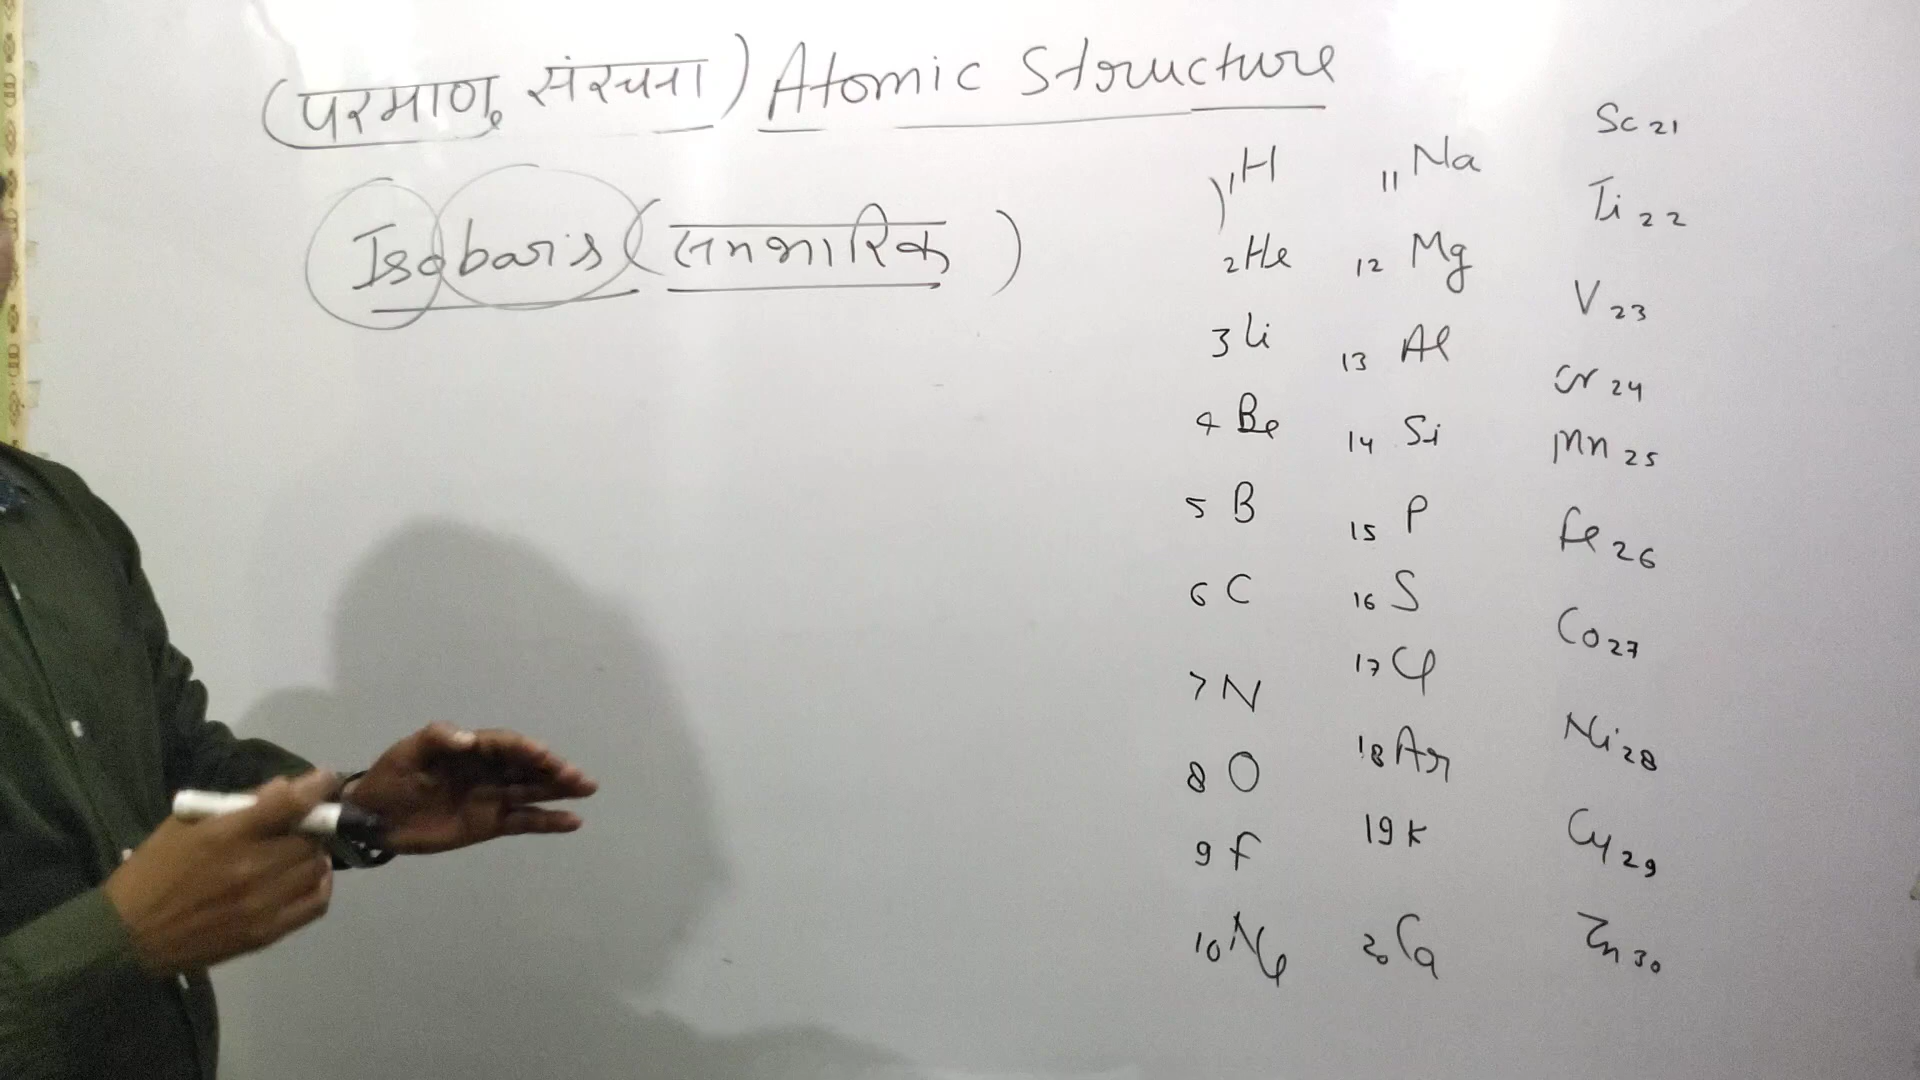 (परमाणु संरचना) Atomic Structure
Isobaris (समभारिक)
1H
2He
3Li
4Be
5B
6C
7N
8O
9F
10Ne
11Na
12Mg
13Al
14Si
15P
16S
17Cl
18Ar
19K
20Ca
Sc21
Ti22
V23
Cr24
Mn25
Fe26
Co27
Ni28
Cu29
Zn30